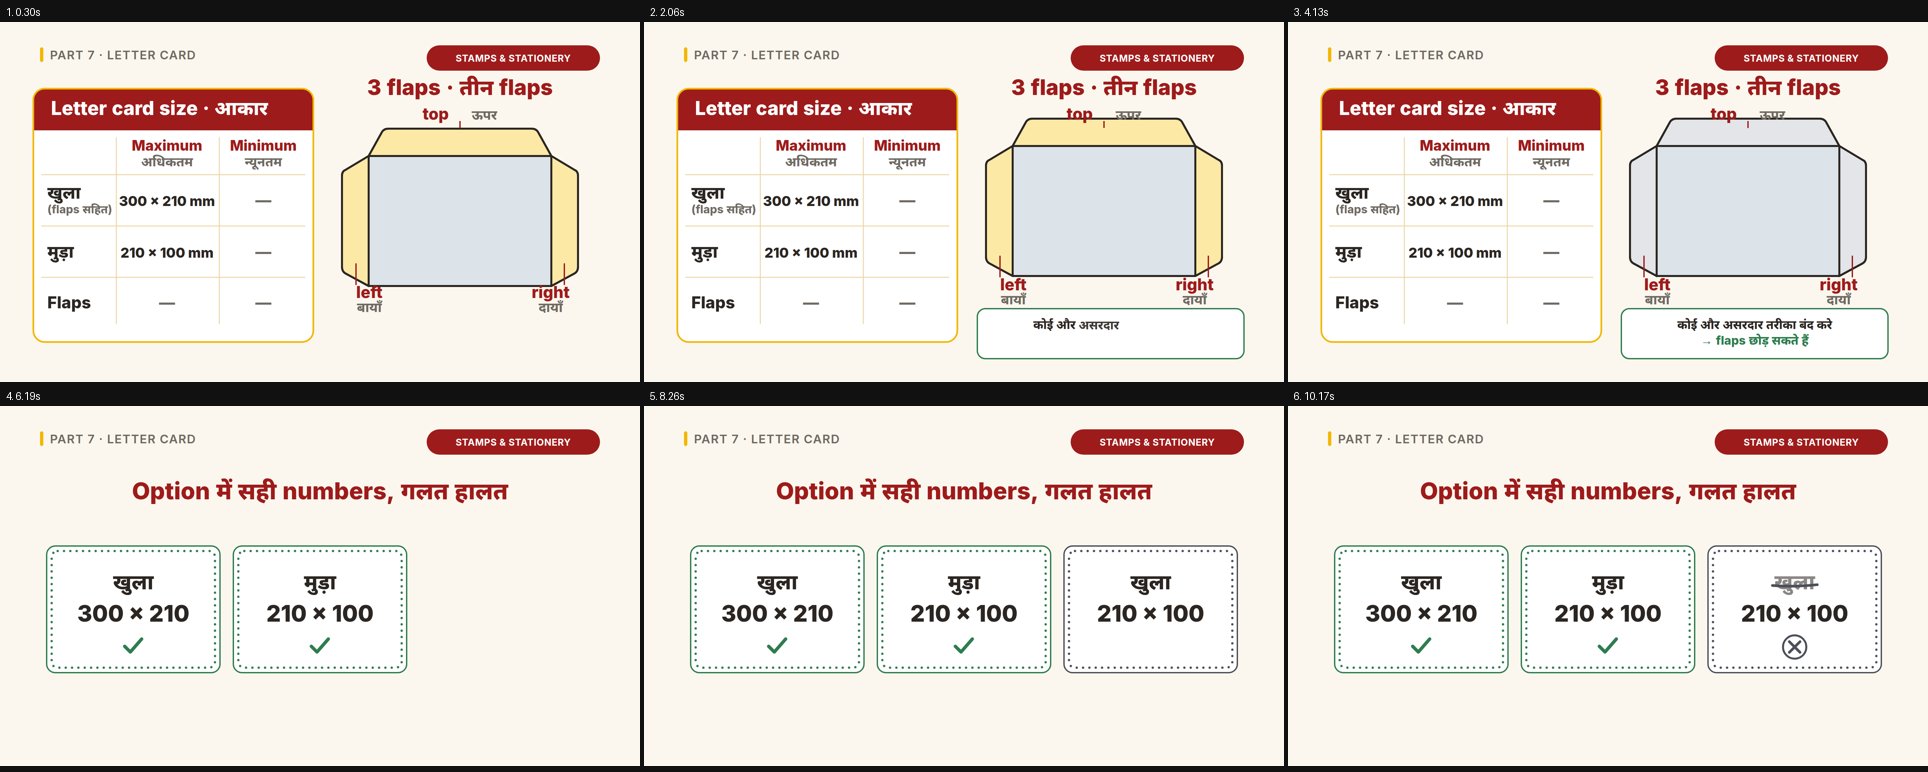 1. 0.30s
PART 7 · LETTER CARD
STAMPS & STATIONERY
Letter card size · आकार
Maximum Minimum
अधिकतम न्यूनतम
खुला 300 × 210 mm —
(flaps सहित)
मुड़ा 210 × 100 mm —
Flaps — —
3 flaps · तीन flaps
top ऊपर
left right
बायाँ दायाँ
2. 2.06s
PART 7 · LETTER CARD
STAMPS & STATIONERY
Letter card size · आकार
Maximum Minimum
अधिकतम न्यूनतम
खुला 300 × 210 mm —
(flaps सहित)
मुड़ा 210 × 100 mm —
Flaps — —
3 flaps · तीन flaps
top ऊपर
left right
बायाँ दायाँ
कोई और असरदार
3. 4.13s
PART 7 · LETTER CARD
STAMPS & STATIONERY
Letter card size · आकार
Maximum Minimum
अधिकतम न्यूनतम
खुला 300 × 210 mm —
(flaps सहित)
मुड़ा 210 × 100 mm —
Flaps — —
3 flaps · तीन flaps
top ऊपर
left right
बायाँ दायाँ
कोई और असरदार तरीका बंद करे
→ flaps छोड़ सकते हैं
4. 6.19s
PART 7 · LETTER CARD
STAMPS & STATIONERY
Option में सही numbers, गलत हालत
खुला
300 × 210
मुड़ा
210 × 100
5. 8.26s
PART 7 · LETTER CARD
STAMPS & STATIONERY
Option में सही numbers, गलत हालत
खुला
300 × 210
मुड़ा
210 × 100
खुला
210 × 100
6. 10.17s
PART 7 · LETTER CARD
STAMPS & STATIONERY
Option में सही numbers, गलत हालत
खुला
300 × 210
मुड़ा
210 × 100
खुला
210 × 100